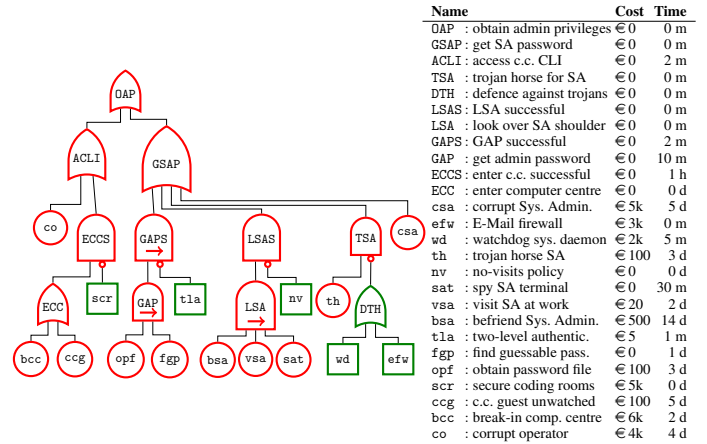 OAP
ACLI
GSAP
co
ECCS
GAPS
LSAS
TSA
csa
ECC
scr
GAP
tla
LSA
nv
th
DTH
bcc
ccg
opf
fgp
bsa
vsa
sat
wd
efw
Name Cost Time
OAP : obtain admin privileges €0 0 m
GSAP : get SA password €0 0 m
ACLI : access c.c. CLI €0 2 m
TSA : trojan horse for SA €0 0 m
DTH : defence against trojans €0 0 m
LSAS : LSA successful €0 0 m
LSA : look over SA shoulder €0 0 m
GAPS : GAP successful €0 2 m
GAP : get admin password €0 10 m
ECCS : enter c.c. successful €0 1 h
ECC : enter computer centre €0 0 d
csa : corrupt Sys. Admin. €5k 5 d
efw : E-Mail firewall €3k 0 m
wd : watchdog sys. daemon €2k 5 m
th : trojan horse SA €100 3 d
nv : no-visits policy €0 0 d
sat : spy SA terminal €0 30 m
vsa : visit SA at work €20 2 d
bsa : befriend Sys. Admin. €500 14 d
tla : two-level authentic. €5 1 m
fgp : find guessable pass. €0 1 d
opf : obtain password file €100 3 d
scr : secure coding rooms €5k 0 d
ccg : c.c. guest unwatched €100 5 d
bcc : break-in comp. centre €6k 2 d
co : corrupt operator €4k 4 d